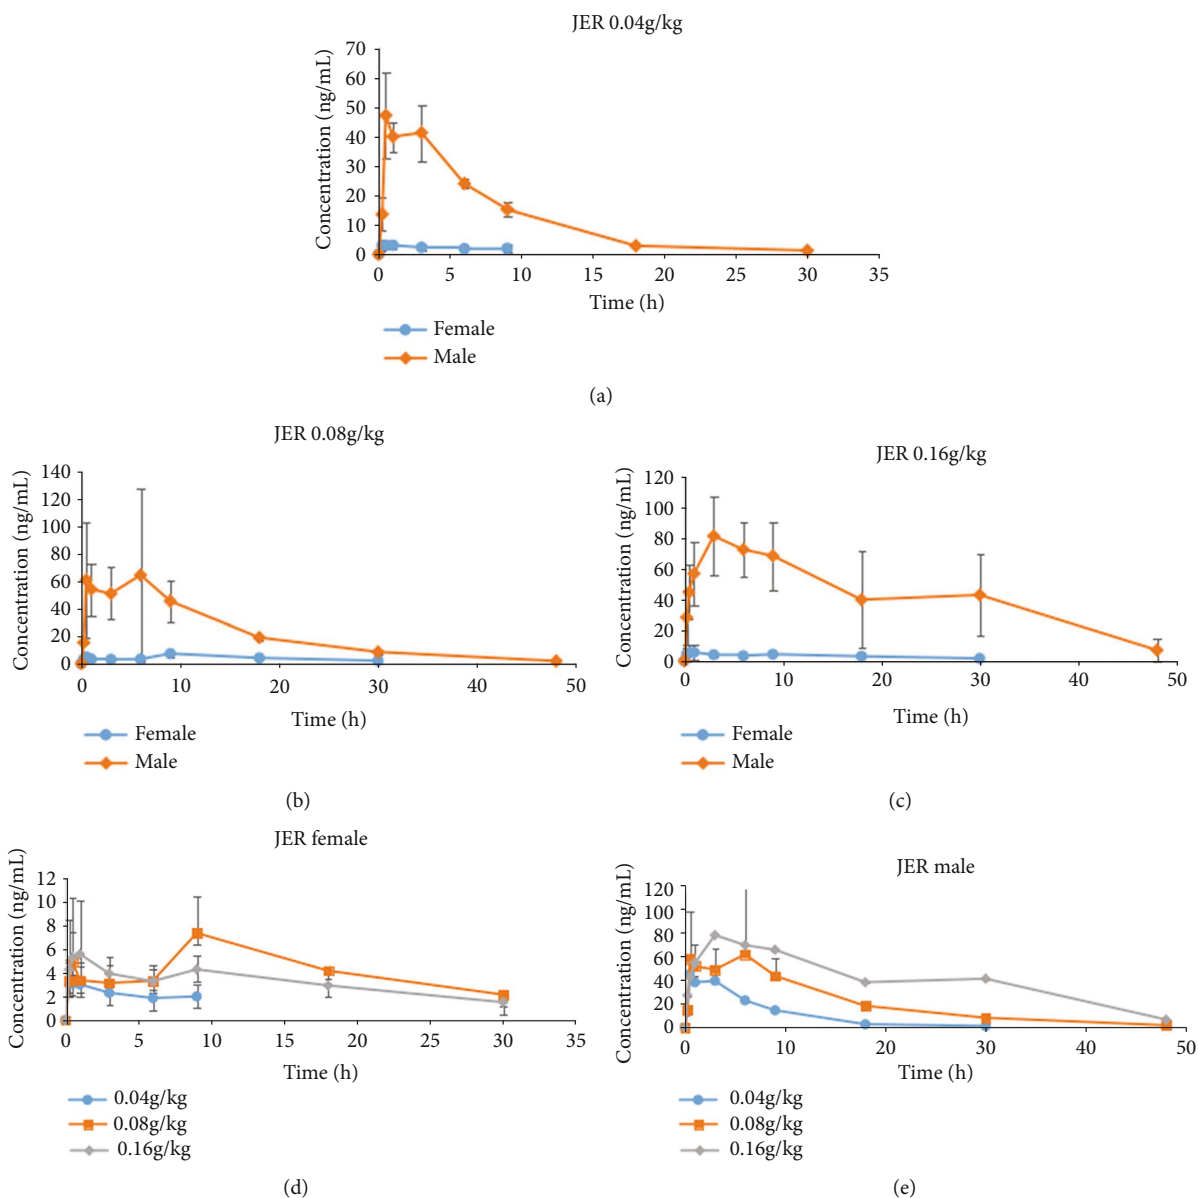 JER 0.04g/kg
Concentration (ng/mL)
70
60
50
40
30
20
10
0
0 5 10 15 20 25 30 35
Time (h)
Female
Male
(a)
JER 0.08g/kg
Concentration (ng/mL)
140
120
100
80
60
40
20
0
0 10 20 30 40 50
Time (h)
Female
Male
(b)
JER 0.16g/kg
Concentration (ng/mL)
120
100
80
60
40
20
0
0 10 20 30 40 50
Time (h)
Female
Male
(c)
JER female
Concentration (ng/mL)
12
10
8
6
4
2
0
0 5 10 15 20 25 30 35
Time (h)
0.04g/kg
0.08g/kg
0.16g/kg
(d)
JER male
Concentration (ng/mL)
120
100
80
60
40
20
0
0 10 20 30 40 50
Time (h)
0.04g/kg
0.08g/kg
0.16g/kg
(e)